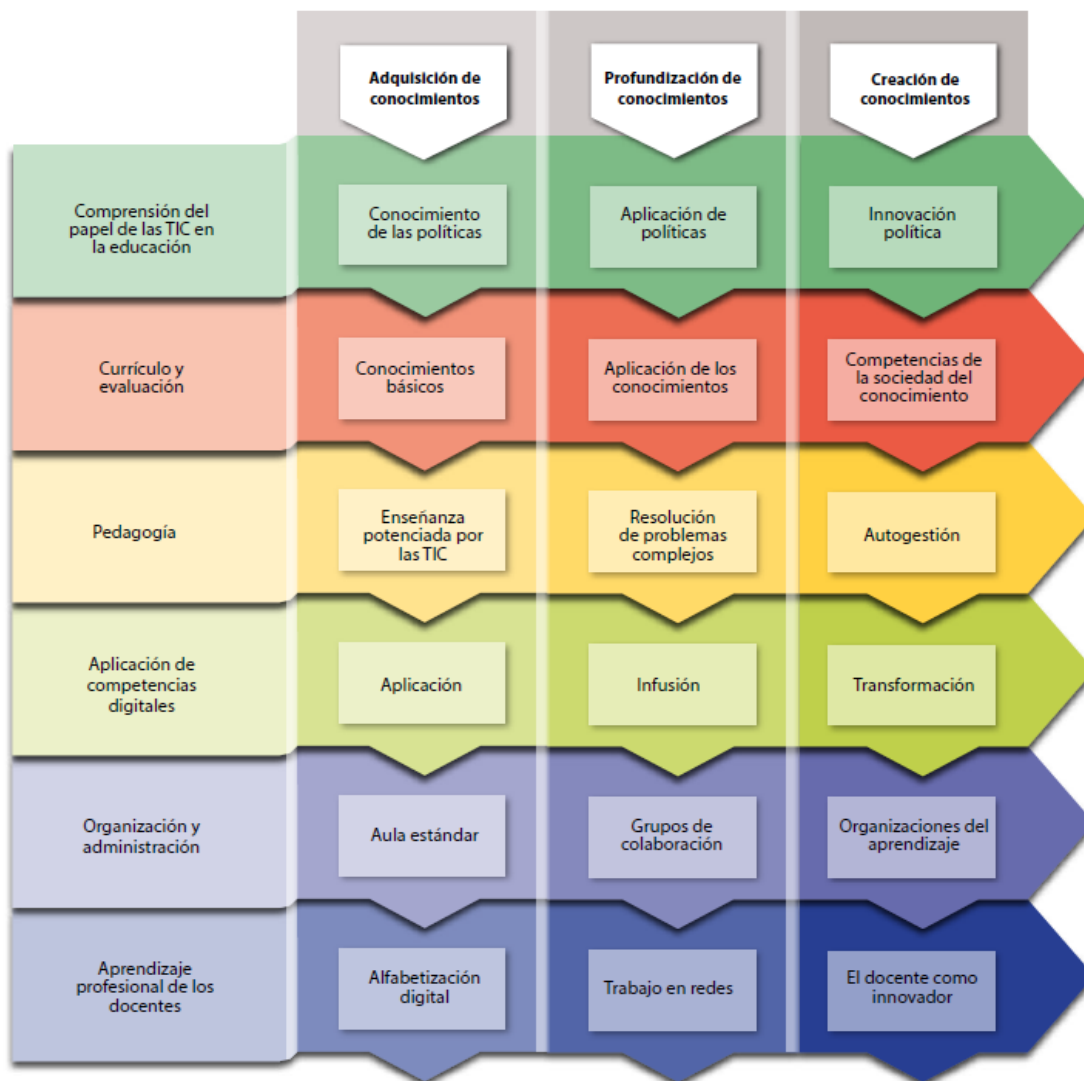 Adquisición de
conocimientos
Profundización de
conocimientos
Creación de
conocimientos
Comprensión del
papel de las TIC en
la educación
Conocimiento
de las políticas
Aplicación de
políticas
Innovación
política
Currículo y
evaluación
Conocimientos
básicos
Aplicación de los
conocimientos
Competencias de
la sociedad del
conocimiento
Pedagogía
Enseñanza
potenciada por
las TIC
Resolución
de problemas
complejos
Autogestión
Aplicación de
competencias
digitales
Aplicación
Infusión
Transformación
Organización y
administración
Aula estándar
Grupos de
colaboración
Organizaciones del
aprendizaje
Aprendizaje
profesional de los
docentes
Alfabetización
digital
Trabajo en redes
El docente como
innovador